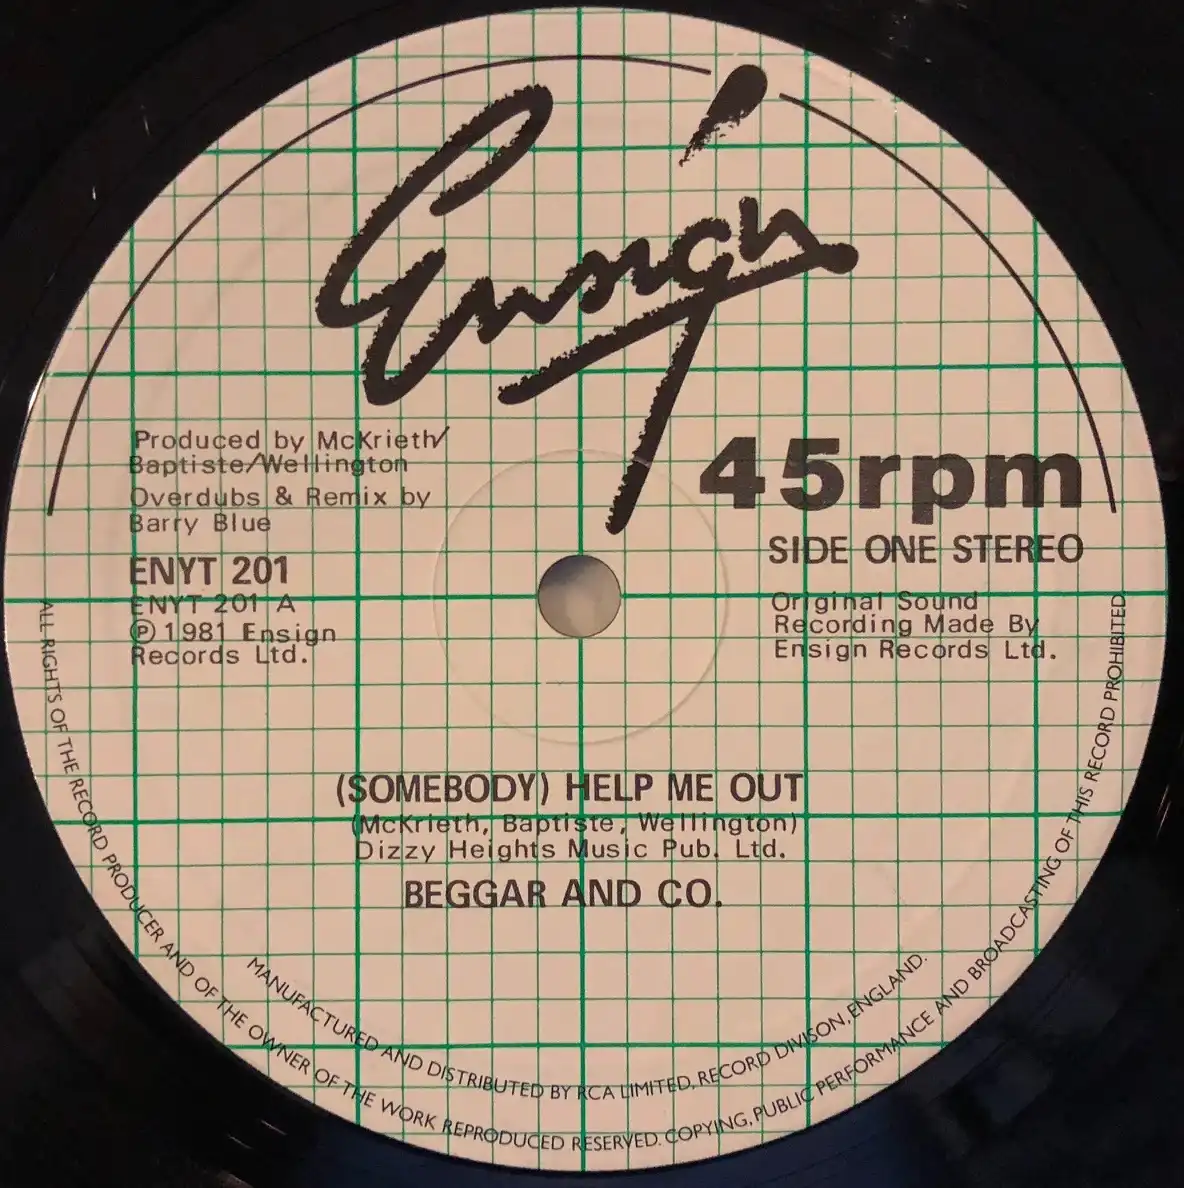 Ensign
Produced by McKrieth/
Baptiste/Wellington
Overdubs & Remix by
Barry Blue
ENYT 201
ENYT 201 A
℗ 1981 Ensign
Records Ltd.
45rpm
SIDE ONE STEREO
Original Sound
Recording Made By
Ensign Records Ltd.
(SOMEBODY) HELP ME OUT
(McKrieth, Baptiste, Wellington)
Dizzy Heights Music Pub. Ltd.
BEGGAR AND CO.
MANUFACTURED AND DISTRIBUTED BY RCA LIMITED, RECORD DIVISON, ENGLAND.
ALL RIGHTS OF THE RECORD PRODUCER AND OF THE OWNER OF THE WORK REPRODUCED RESERVED. COPYING, PUBLIC PERFORMANCE AND BROADCASTING OF THIS RECORD PROHIBITED